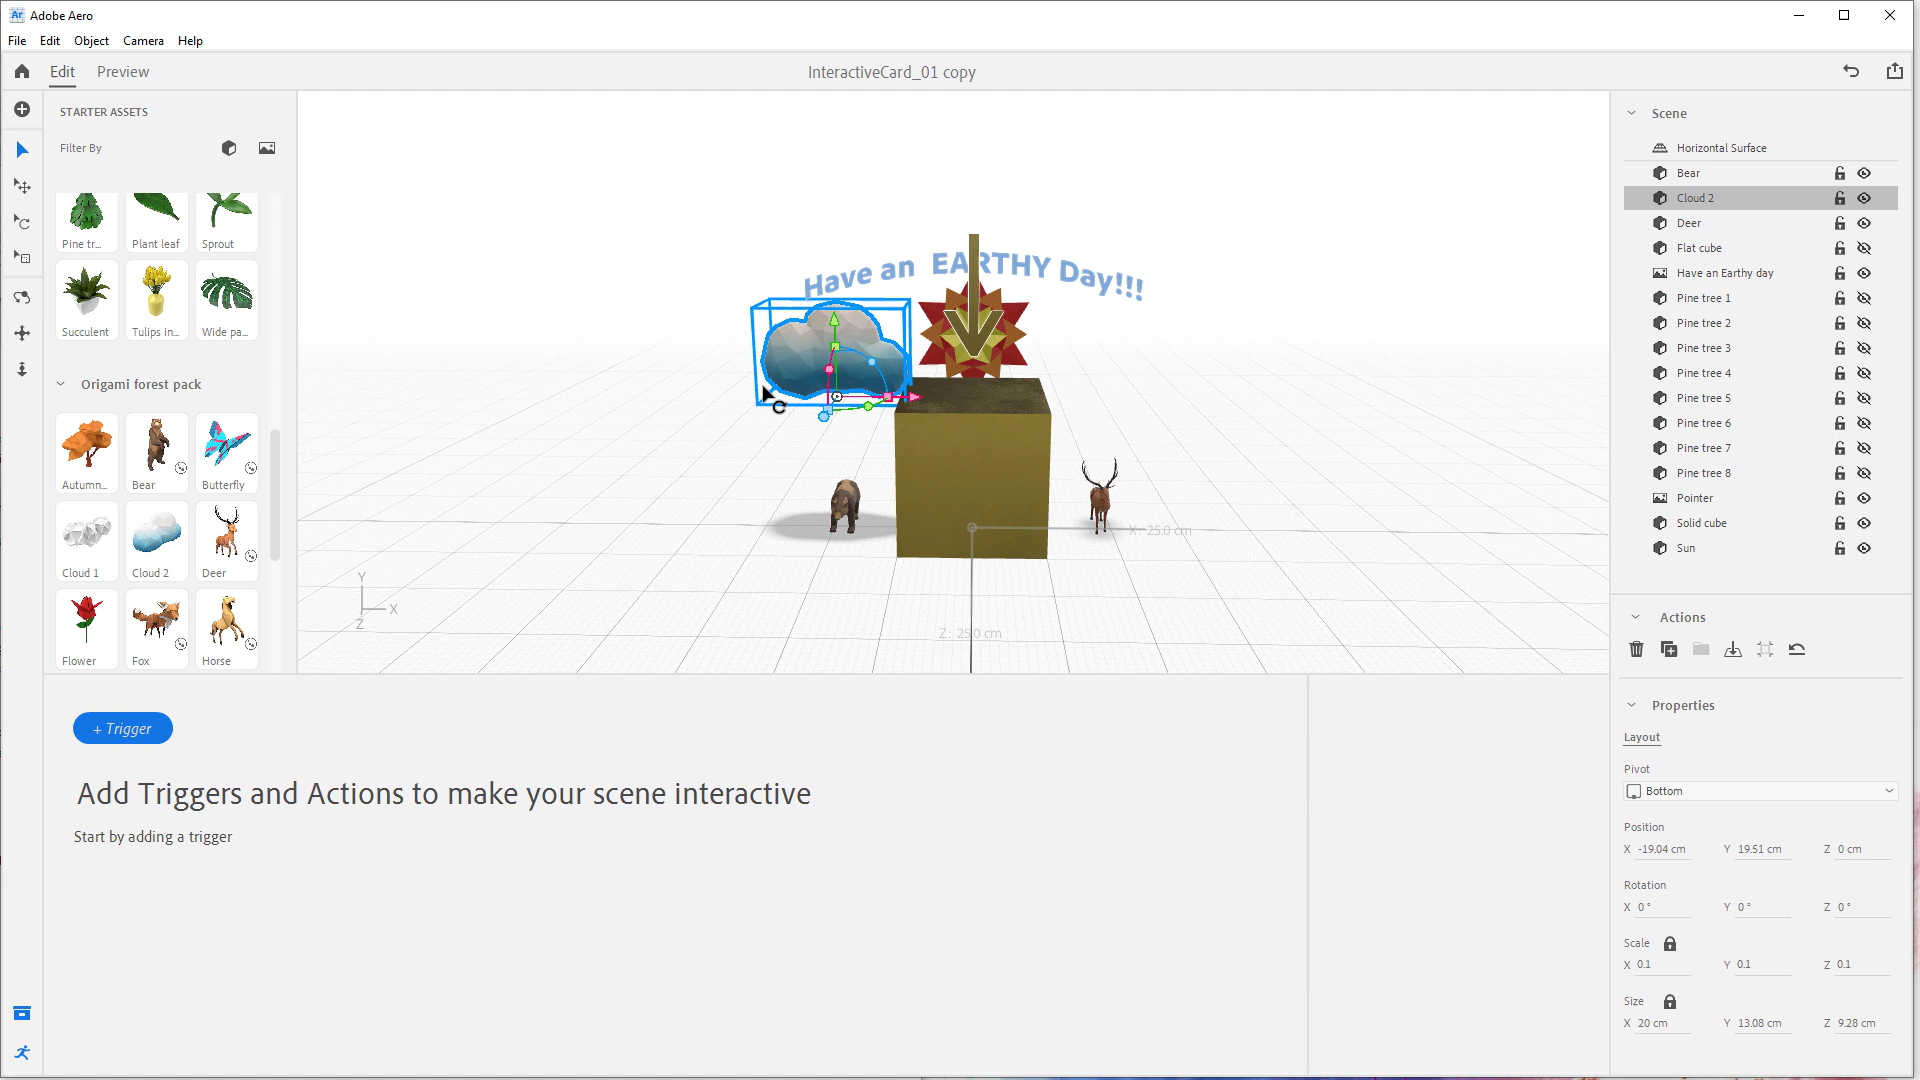 Ar Adobe Aero
File Edit Object Camera Help
Edit Preview InteractiveCard_01 copy
STARTER ASSETS
Filter By
Pine tr... Plant leaf Sprout
Succulent Tulips in... Wide pa...
Origami forest pack
Autumn... Bear Butterfly
Cloud 1 Cloud 2 Deer
Flower Fox Horse
Have an EARTHY Day!!!
X: 25.0 cm
Z: 25.0 cm
Y
X
Z
+ Trigger
Add Triggers and Actions to make your scene interactive
Start by adding a trigger
Scene
Horizontal Surface
Bear
Cloud 2
Deer
Flat cube
Have an Earthy day
Pine tree 1
Pine tree 2
Pine tree 3
Pine tree 4
Pine tree 5
Pine tree 6
Pine tree 7
Pine tree 8
Pointer
Solid cube
Sun
Actions
Properties
Layout
Pivot
Bottom
Position
X -19.04 cm Y 19.51 cm Z 0 cm
Rotation
X 0° Y 0° Z 0°
Scale
X 0.1 Y 0.1 Z 0.1
Size
X 20 cm Y 13.08 cm Z 9.28 cm